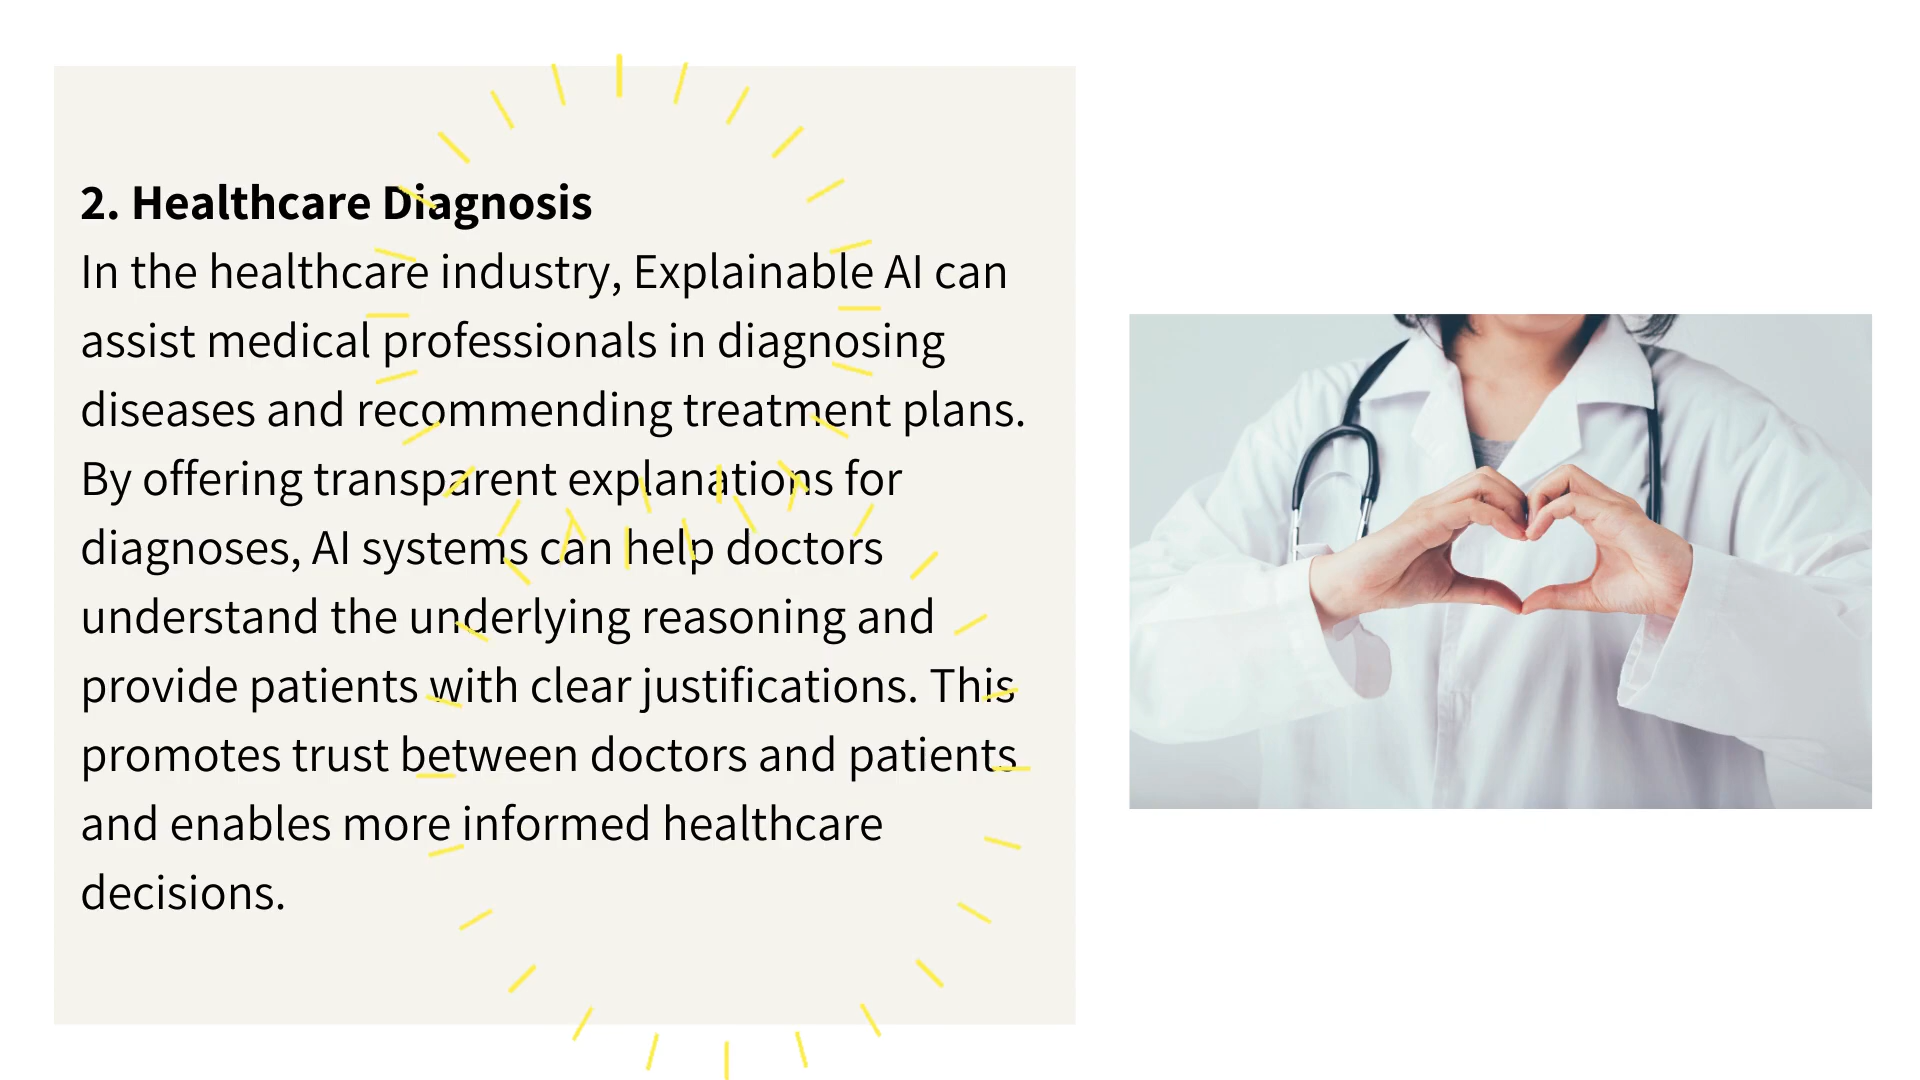 2. Healthcare Diagnosis
In the healthcare industry, Explainable AI can
assist medical professionals in diagnosing
diseases and recommending treatment plans.
By offering transparent explanations for
diagnoses, AI systems can help doctors
understand the underlying reasoning and
provide patients with clear justifications. This
promotes trust between doctors and patients
and enables more informed healthcare
decisions.